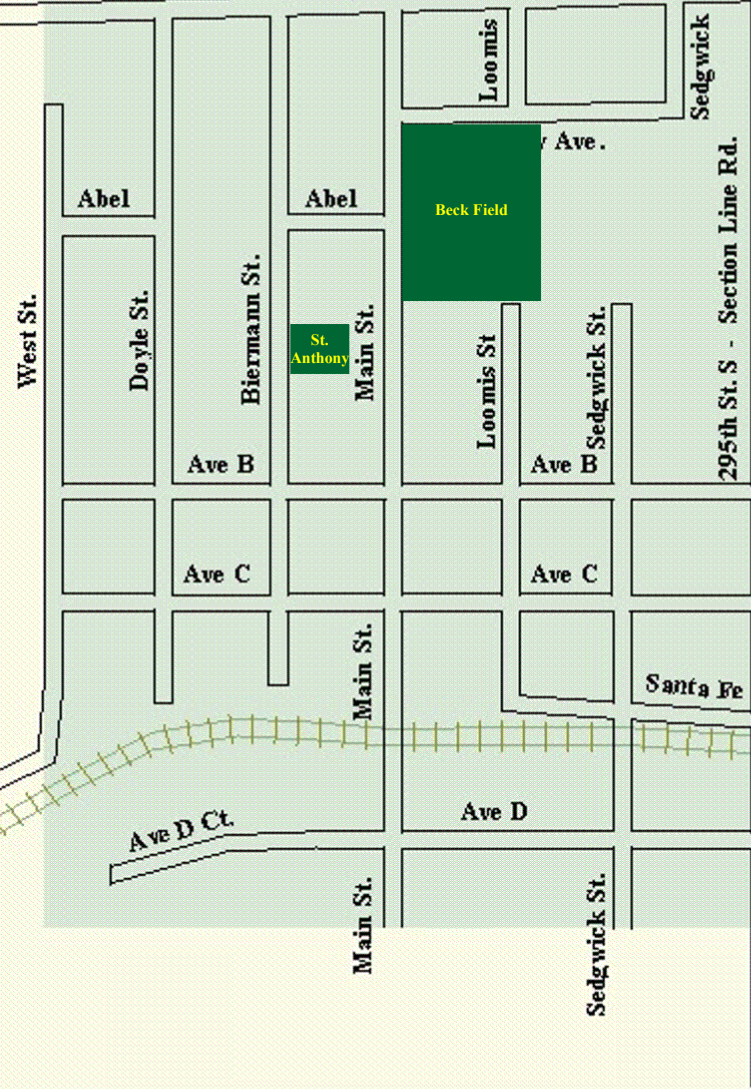 Loomis
Sedgwick
Ave.
Abel
Abel
Beck Field
295th St. S - Section Line Rd.
West St.
Doyle St.
Biermann St.
St.
Anthony
Main St.
Loomis St
Sedgwick St.
Ave B
Ave B
Ave C
Ave C
Main St.
Santa Fe
Ave D
Ave D Ct.
Main St.
Sedgwick St.